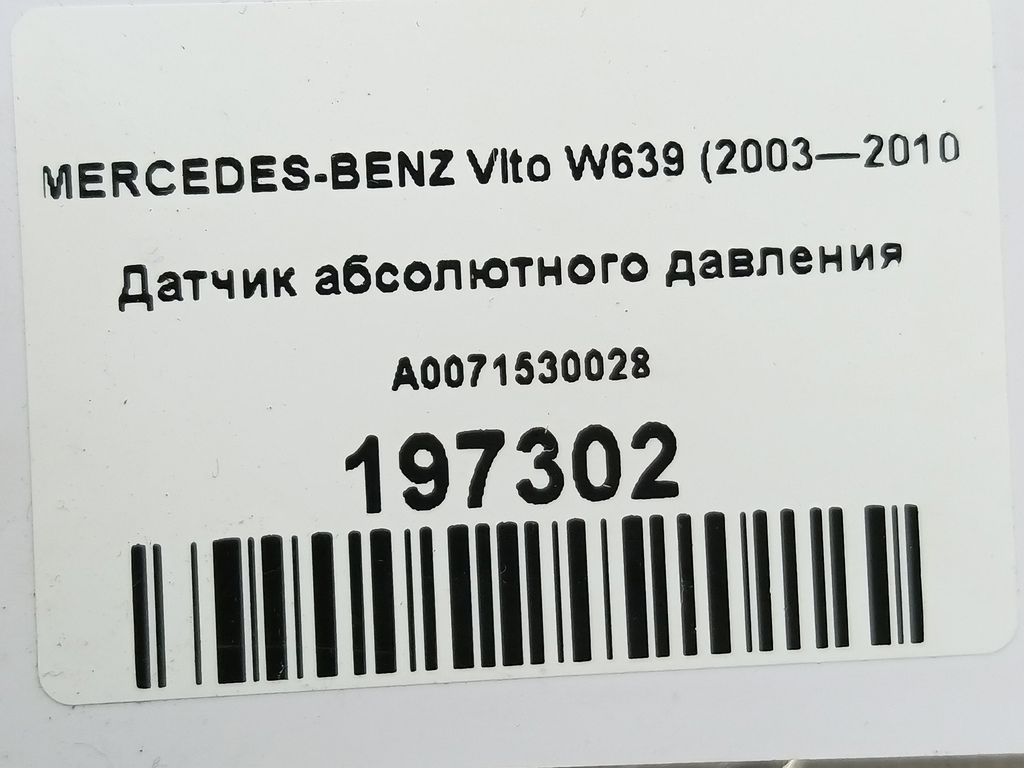 MERCEDES-BENZ VIto W639 (2003—2010
Датчик абсолютного давления
A0071530028
197302